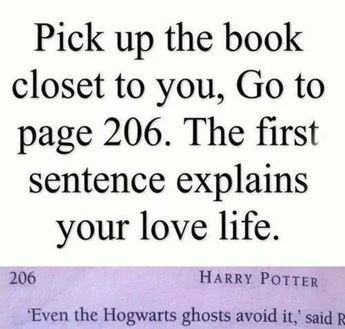 Pick up the book
closet to you, Go to
page 206. The first
sentence explains
your love life.
206 HARRY POTTER
'Even the Hogwarts ghosts avoid it,' said